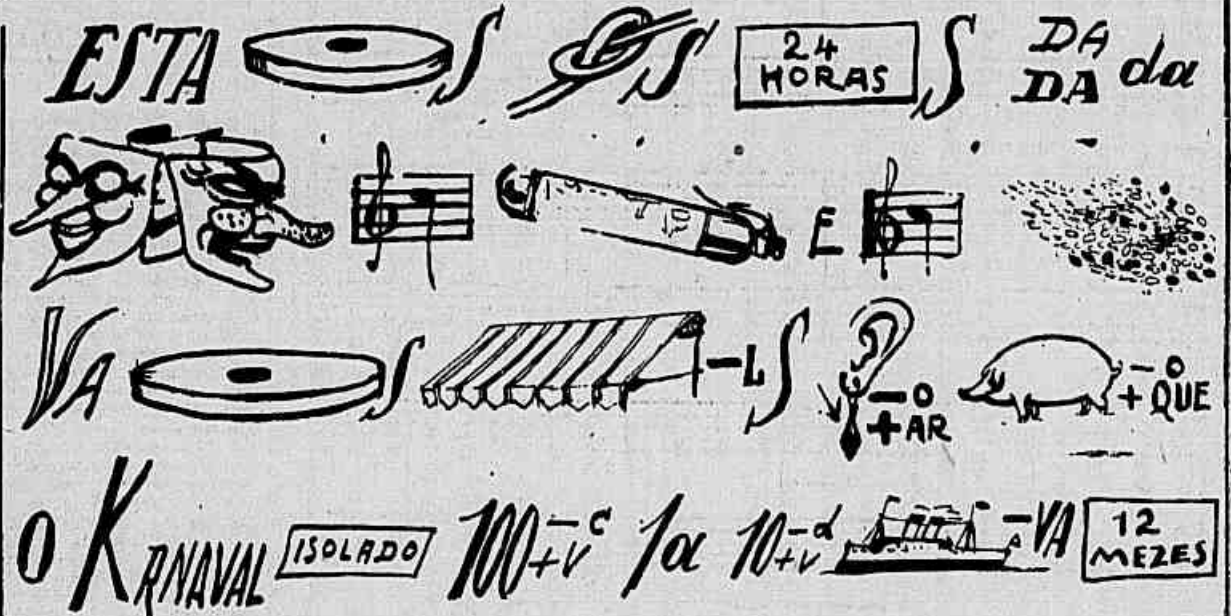 ESTA S S 24 HORAS S DA DA da
E
VA S -L S -O +AR -O +QUE
O KRNAVAL ISOLADO 100 -C +V 1a 10 -d +V -VA 12 MEZES